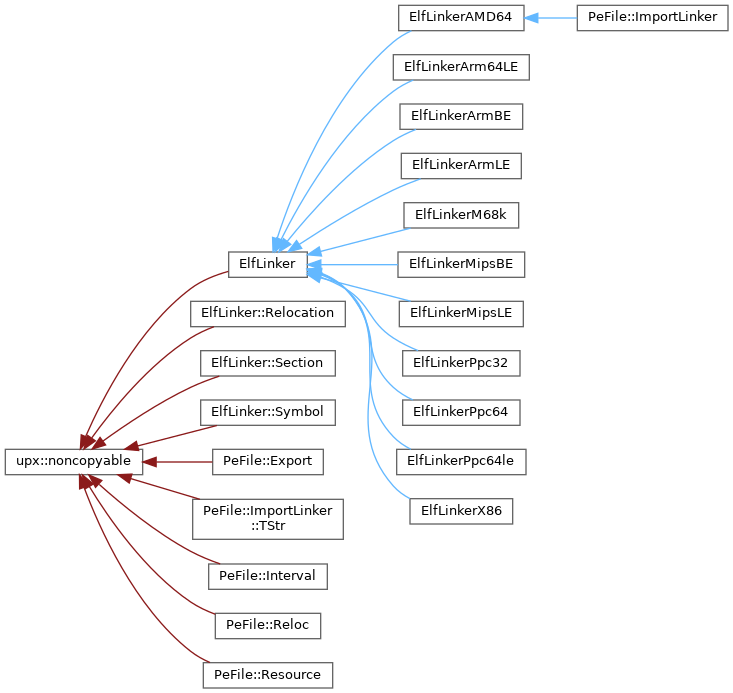 ElfLinkerAMD64
PeFile::ImportLinker
ElfLinkerArm64LE
ElfLinkerArmBE
ElfLinkerArmLE
ElfLinkerM68k
ElfLinker
ElfLinkerMipsBE
ElfLinker::Relocation
ElfLinkerMipsLE
ElfLinker::Section
ElfLinkerPpc32
ElfLinker::Symbol
ElfLinkerPpc64
upx::noncopyable
PeFile::Export
ElfLinkerPpc64le
PeFile::ImportLinker
::TStr
ElfLinkerX86
PeFile::Interval
PeFile::Reloc
PeFile::Resource